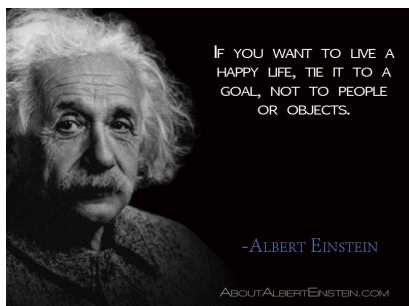 If you want to live a
happy life, tie it to a
goal, not to people
or objects.
-Albert Einstein
AboutAlbertEinstein.com